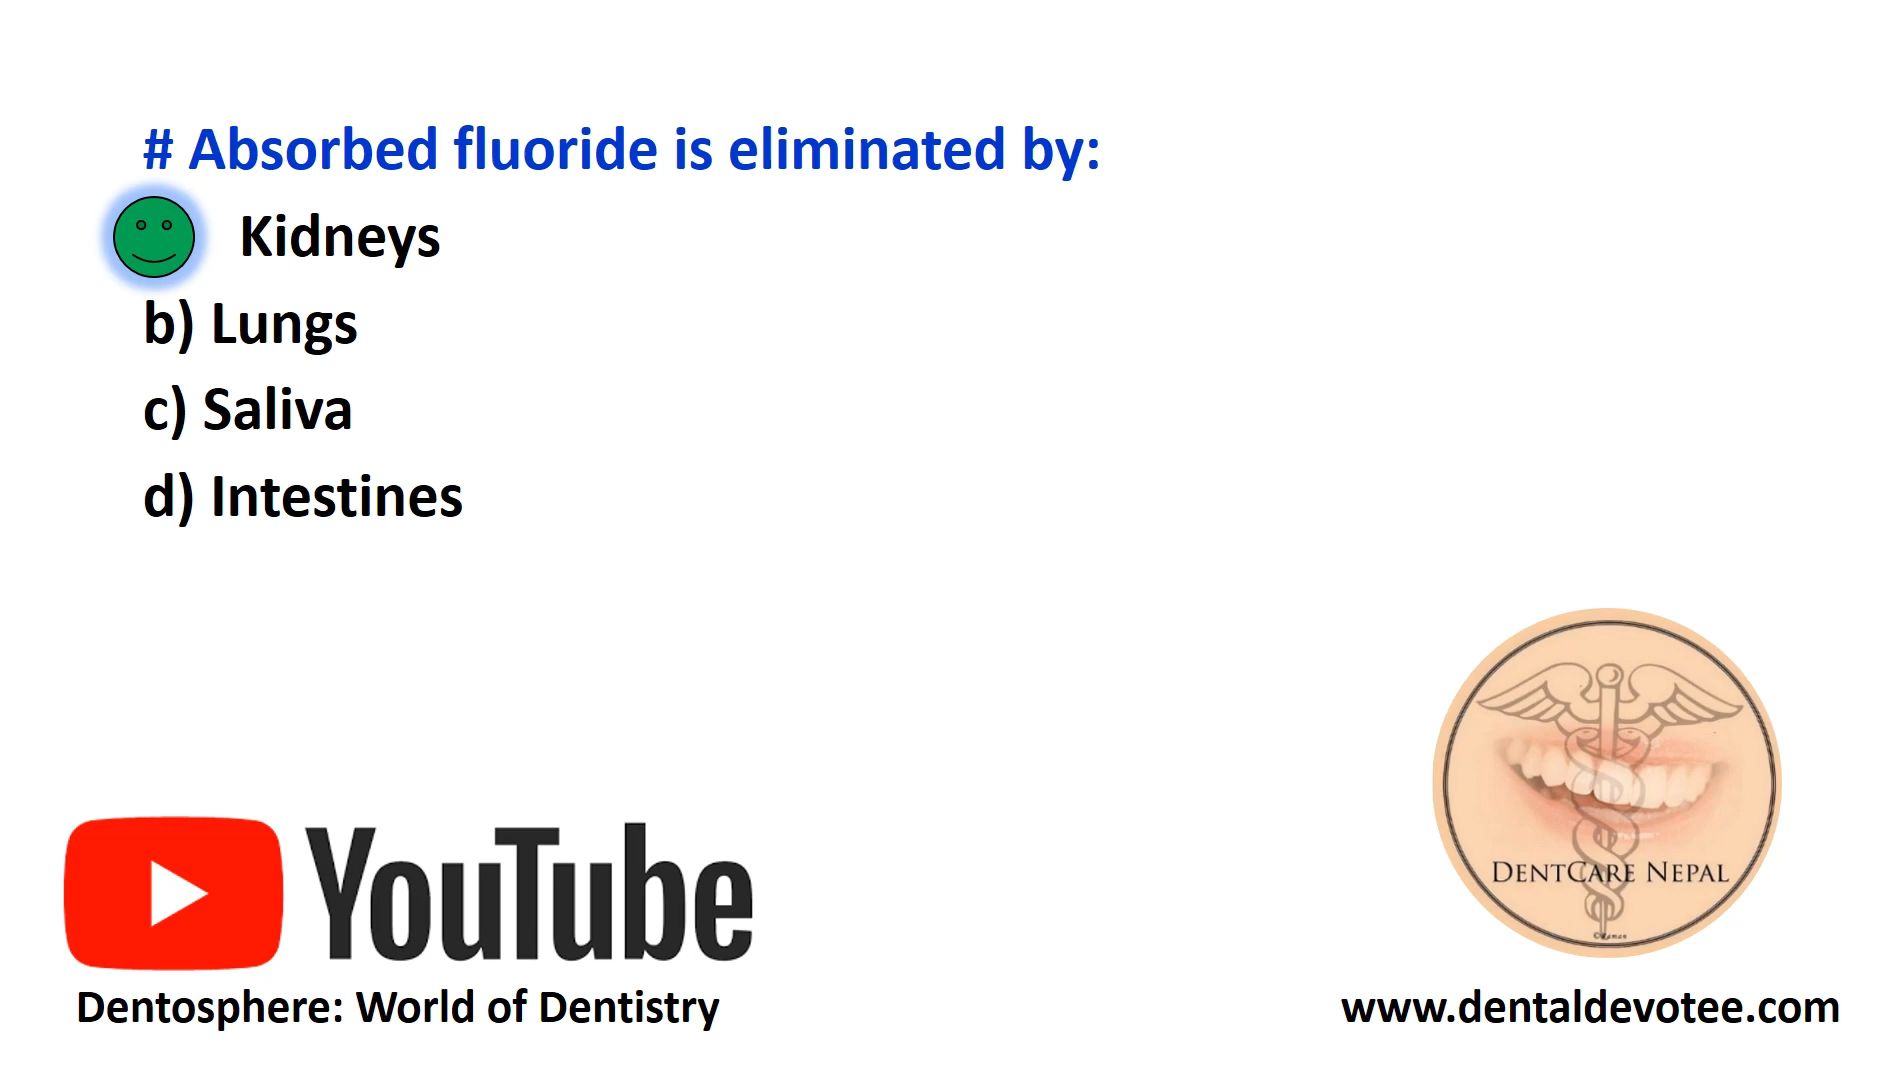 # Absorbed fluoride is eliminated by:
Kidneys
b) Lungs
c) Saliva
d) Intestines
DENTCARE NEPAL
YouTube
Dentosphere: World of Dentistry
www.dentaldevotee.com